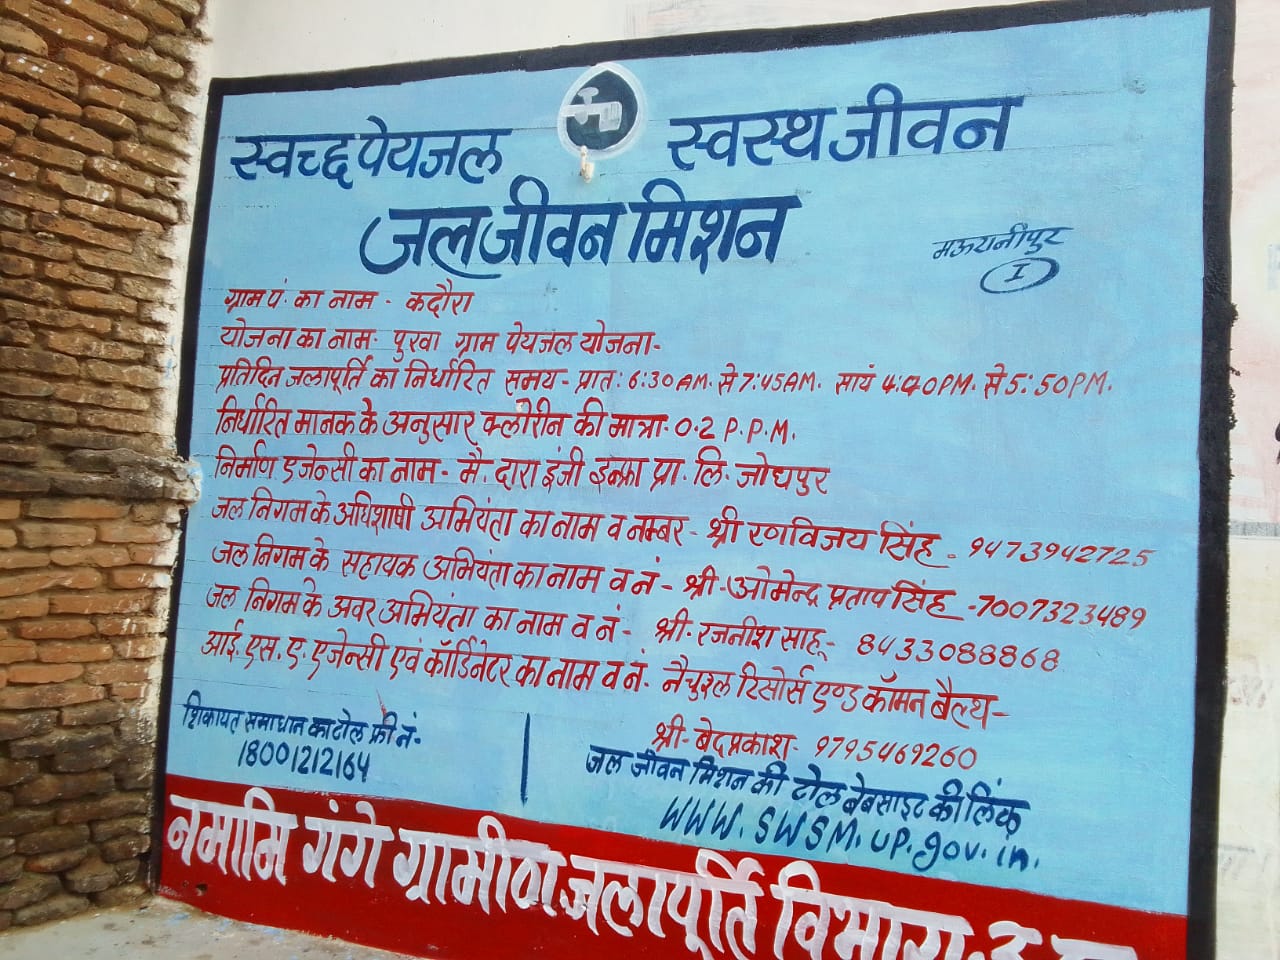 स्वच्छ पेयजल स्वस्थ जीवन
जल जीवन मिशन
मऊरानीपुर
I
ग्राम पं. का नाम - कदौरा
योजना का नाम- पुरवा ग्राम पेयजल योजना-
प्रतिदिन जलापूर्ति का निर्धारित समय - प्रात: 6:30AM. से 7:45AM. सायं 4:40PM. से 5:50PM.
निर्धारित मानक के अनुसार क्लोरीन की मात्रा- 0.2 P.P.M.
निर्माण एजेन्सी का नाम - मै. दारा इंजी इन्फ्रा प्रा. लि. जोधपुर
जल निगम के अधिशाषी अभियंता का नाम व नम्बर - श्री रणविजय सिंह - 9473942725
जल निगम के सहायक अभियंता का नाम व नं - श्री-ओमेन्द्र प्रताप सिंह -7007323489
जल निगम के अवर अभियंता का नाम व नं - श्री. रजनीश साहू - 8433088868
आई. एस. ए. एजेन्सी एवं कॉर्डिनेटर का नाम व नं. नैचुरल रिसोर्स एण्ड कॉमन बैल्थ-
श्री- बेदप्रकाश- 9795469260
शिकायत समाधान का टोल फ्री नं-
18001212164
जल जीवन मिशन की टोल बेबसाइट की लिंक
WWW.SWSM.UP.gov.in.
नमामि गंगे ग्रामीण जलापूर्ति विभाग